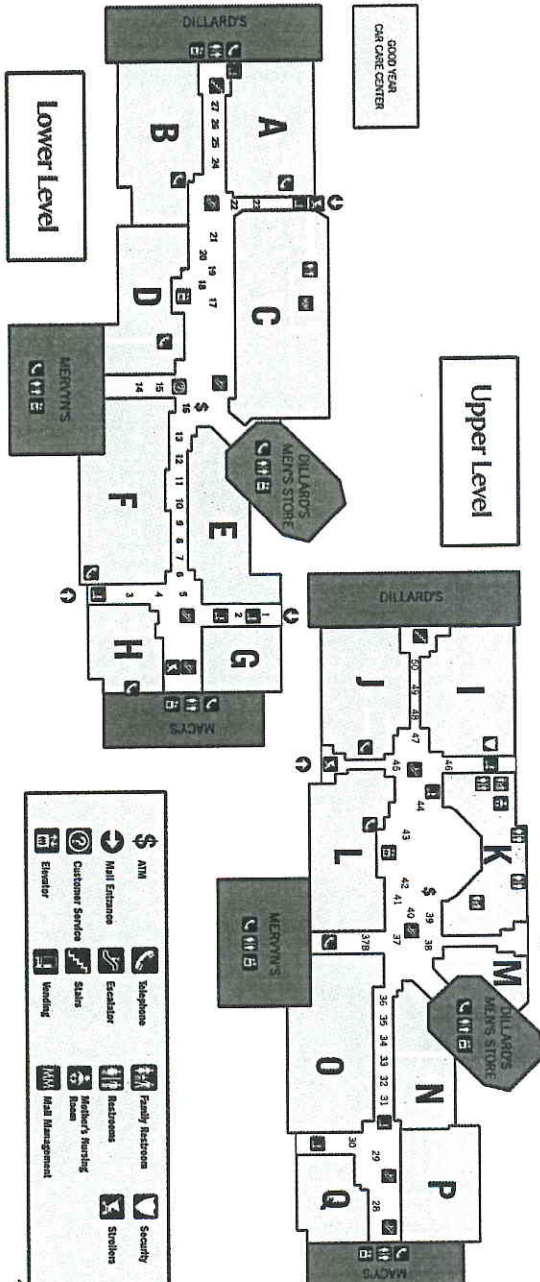 Lower Level
DILLARD'S
GOOD YEAR
CAR CARE CENTER
A
B
C
D
27
26
25
24
23
22
21
20
19
18
17
MERVYN'S
14
15
16
$
DILLARD'S
MEN'S STORE
E
F
13
12
11
10
9
8
7
6
5
4
3
2
1
G
H
MACY'S
Upper Level
DILLARD'S
I
J
50
49
48
47
46
45
44
K
L
43
42
41
40
39
38
$
37
37B
MERVYN'S
M
DILLARD'S
MEN'S STORE
N
O
36
35
34
33
32
31
30
29
28
P
Q
MACY'S
$ ATM
Mall Entrance
Customer Service
Elevator
Telephone
Escalator
Stairs
Vending
Family Restroom
Restrooms
Mother's Nursing
Room
Mall Management
Security
Strollers